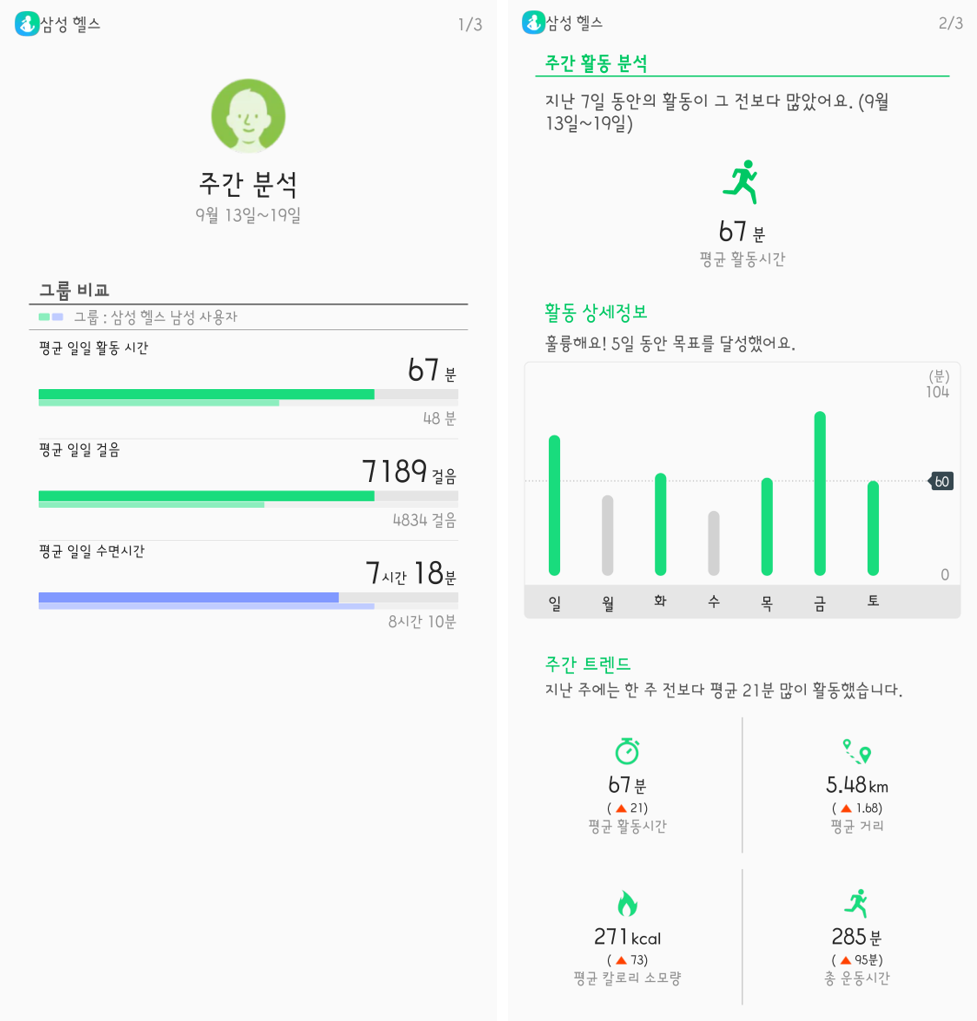 삼성 헬스
1/3
주간 분석
9월 13일~19일
그룹 비교
그룹 : 삼성 헬스 남성 사용자
평균 일일 활동 시간
67 분
48 분
평균 일일 걸음
7189 걸음
4834 걸음
평균 일일 수면시간
7시간 18분
8시간 10분
삼성 헬스
2/3
주간 활동 분석
지난 7일 동안의 활동이 그 전보다 많았어요. (9월
13일~19일)
67 분
평균 활동시간
활동 상세정보
훌륭해요! 5일 동안 목표를 달성했어요.
(분)
104
60
0
일 월 화 수 목 금 토
주간 트렌드
지난 주에는 한 주 전보다 평균 21분 많이 활동했습니다.
67 분
( ▲ 21)
평균 활동시간
5.48 km
( ▲ 1.68)
평균 거리
271 kcal
( ▲ 73)
평균 칼로리 소모량
285 분
( ▲ 95분)
총 운동시간